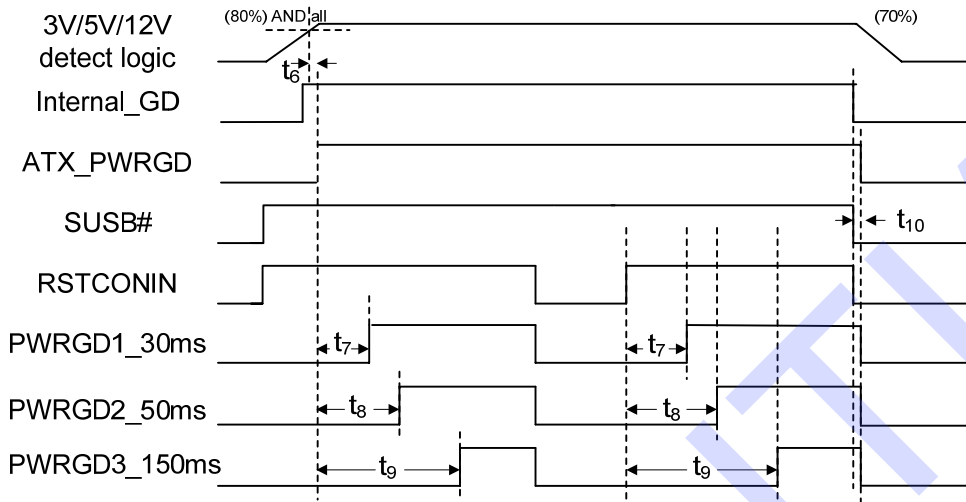 3V/5V/12V
detect logic
(80%) AND all
(70%)
t6
Internal_GD
ATX_PWRGD
SUSB#
t10
RSTCONIN
PWRGD1_30ms
t7
t7
PWRGD2_50ms
t8
t8
PWRGD3_150ms
t9
t9